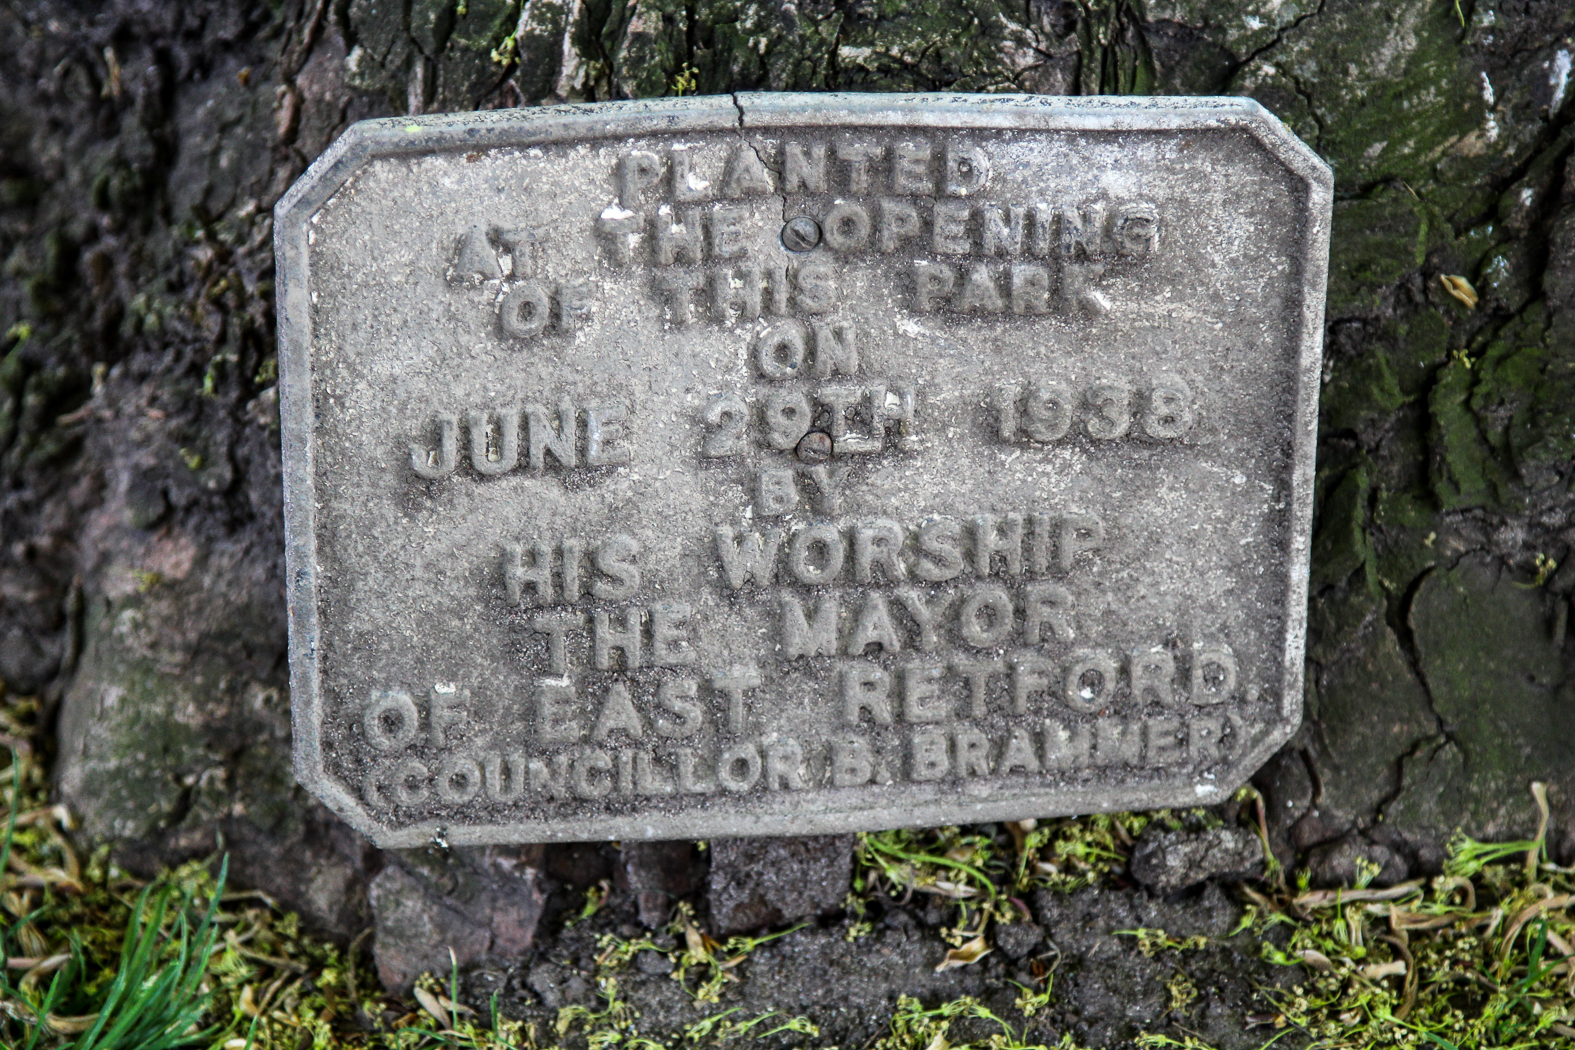 PLANTED
AT THE OPENING
OF THIS PARK
ON
JUNE 29TH 1938
BY
HIS WORSHIP
THE MAYOR
OF EAST RETFORD.
(COUNCILLOR B. BRAMMER)